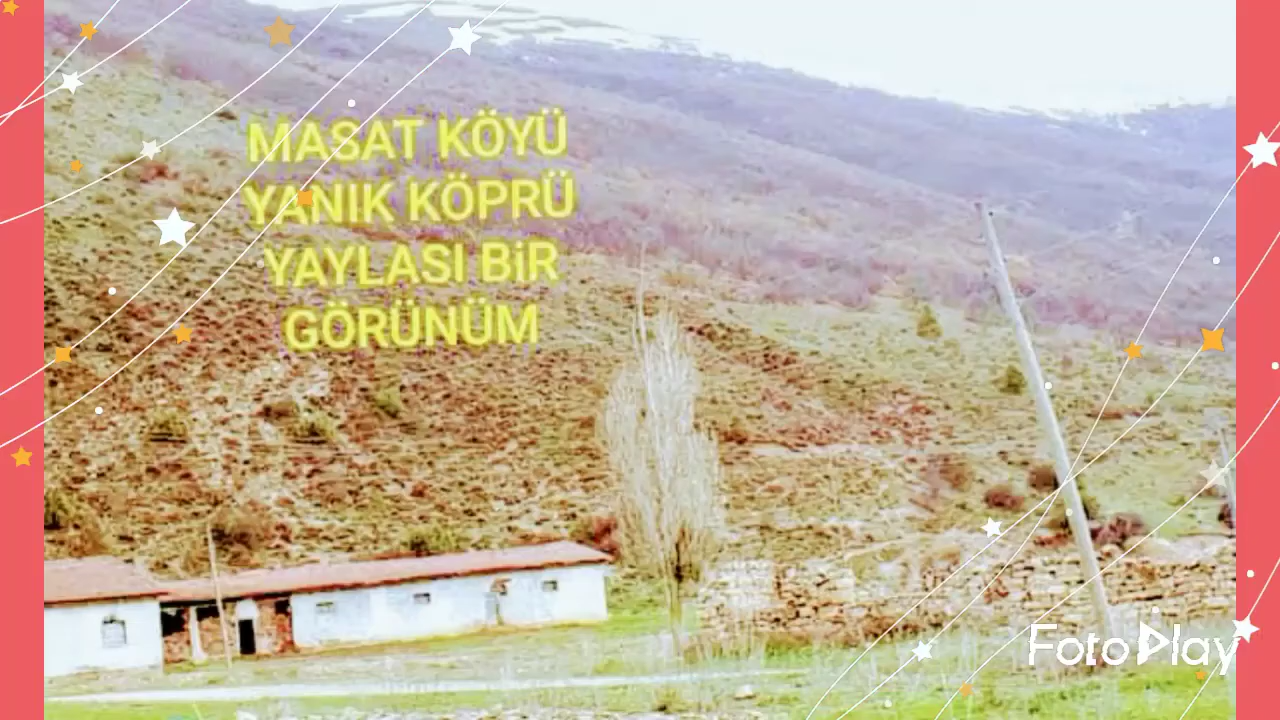 MASAT KÖYÜ
YANIK KÖPRÜ
YAYLASI BiR
GÖRÜNÜM
FotoPlay